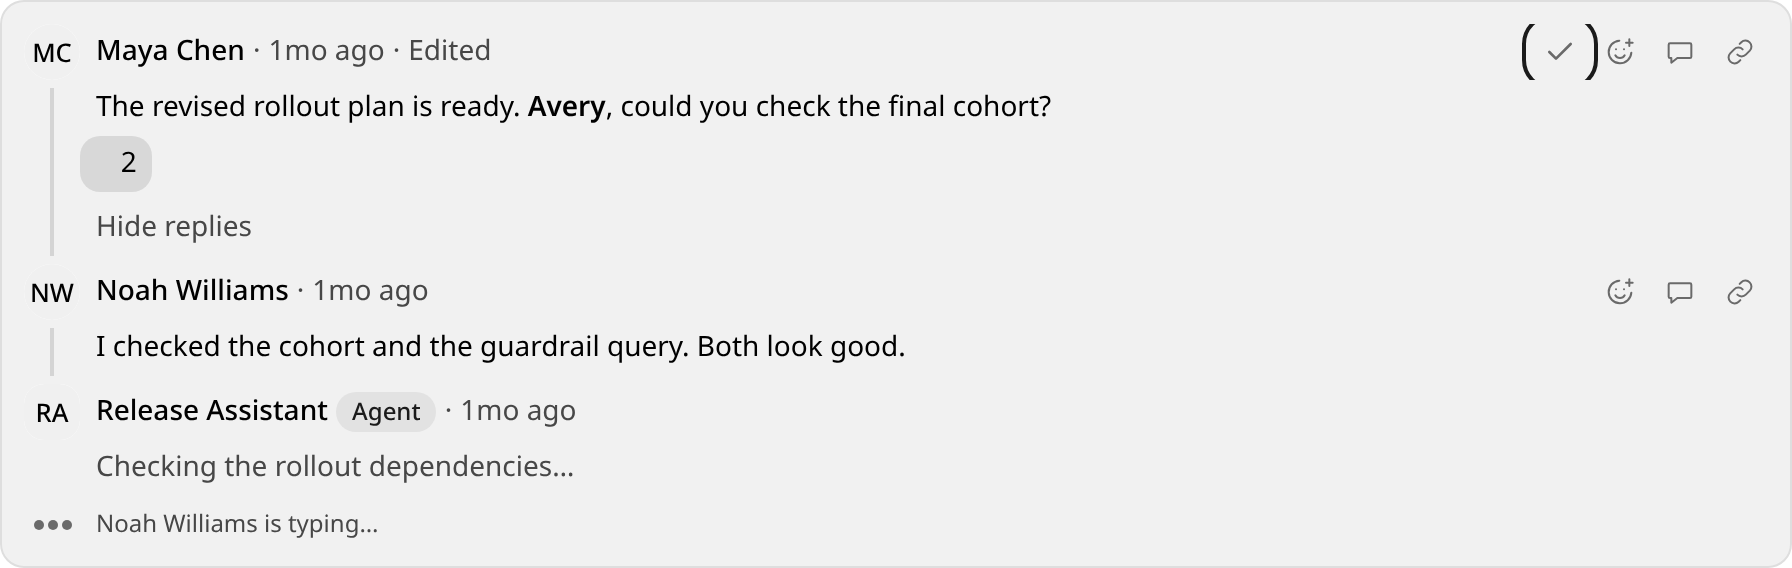 MC Maya Chen · 1mo ago · Edited
The revised rollout plan is ready. Avery, could you check the final cohort?
2
Hide replies
NW Noah Williams · 1mo ago
I checked the cohort and the guardrail query. Both look good.
RA Release Assistant Agent · 1mo ago
Checking the rollout dependencies...
Noah Williams is typing...